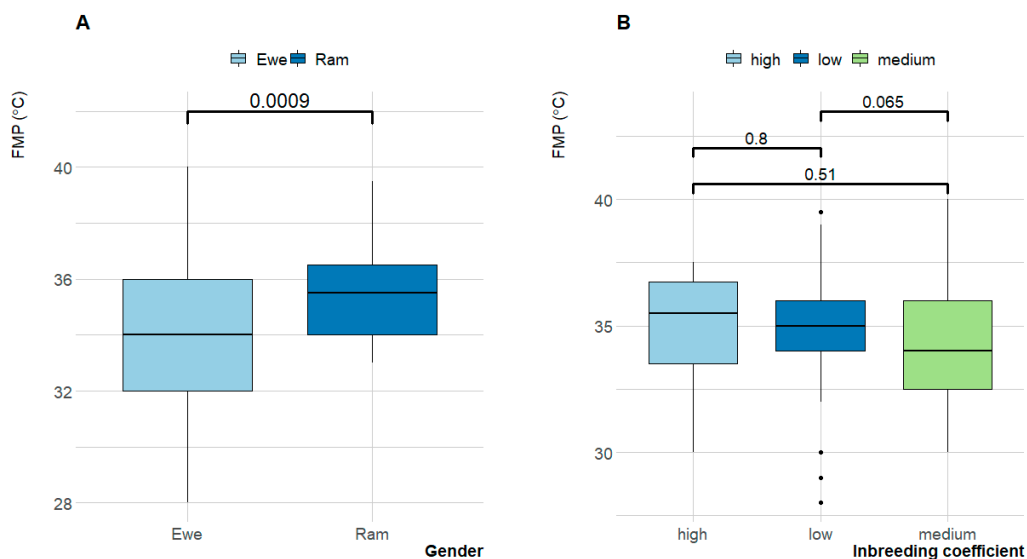 A
Ewe Ram
FMP (°C)
0.0009
40
36
32
28
Ewe Ram
Gender
B
high low medium
FMP (°C)
0.065
0.8
0.51
40
35
30
high low medium
Inbreeding coefficient